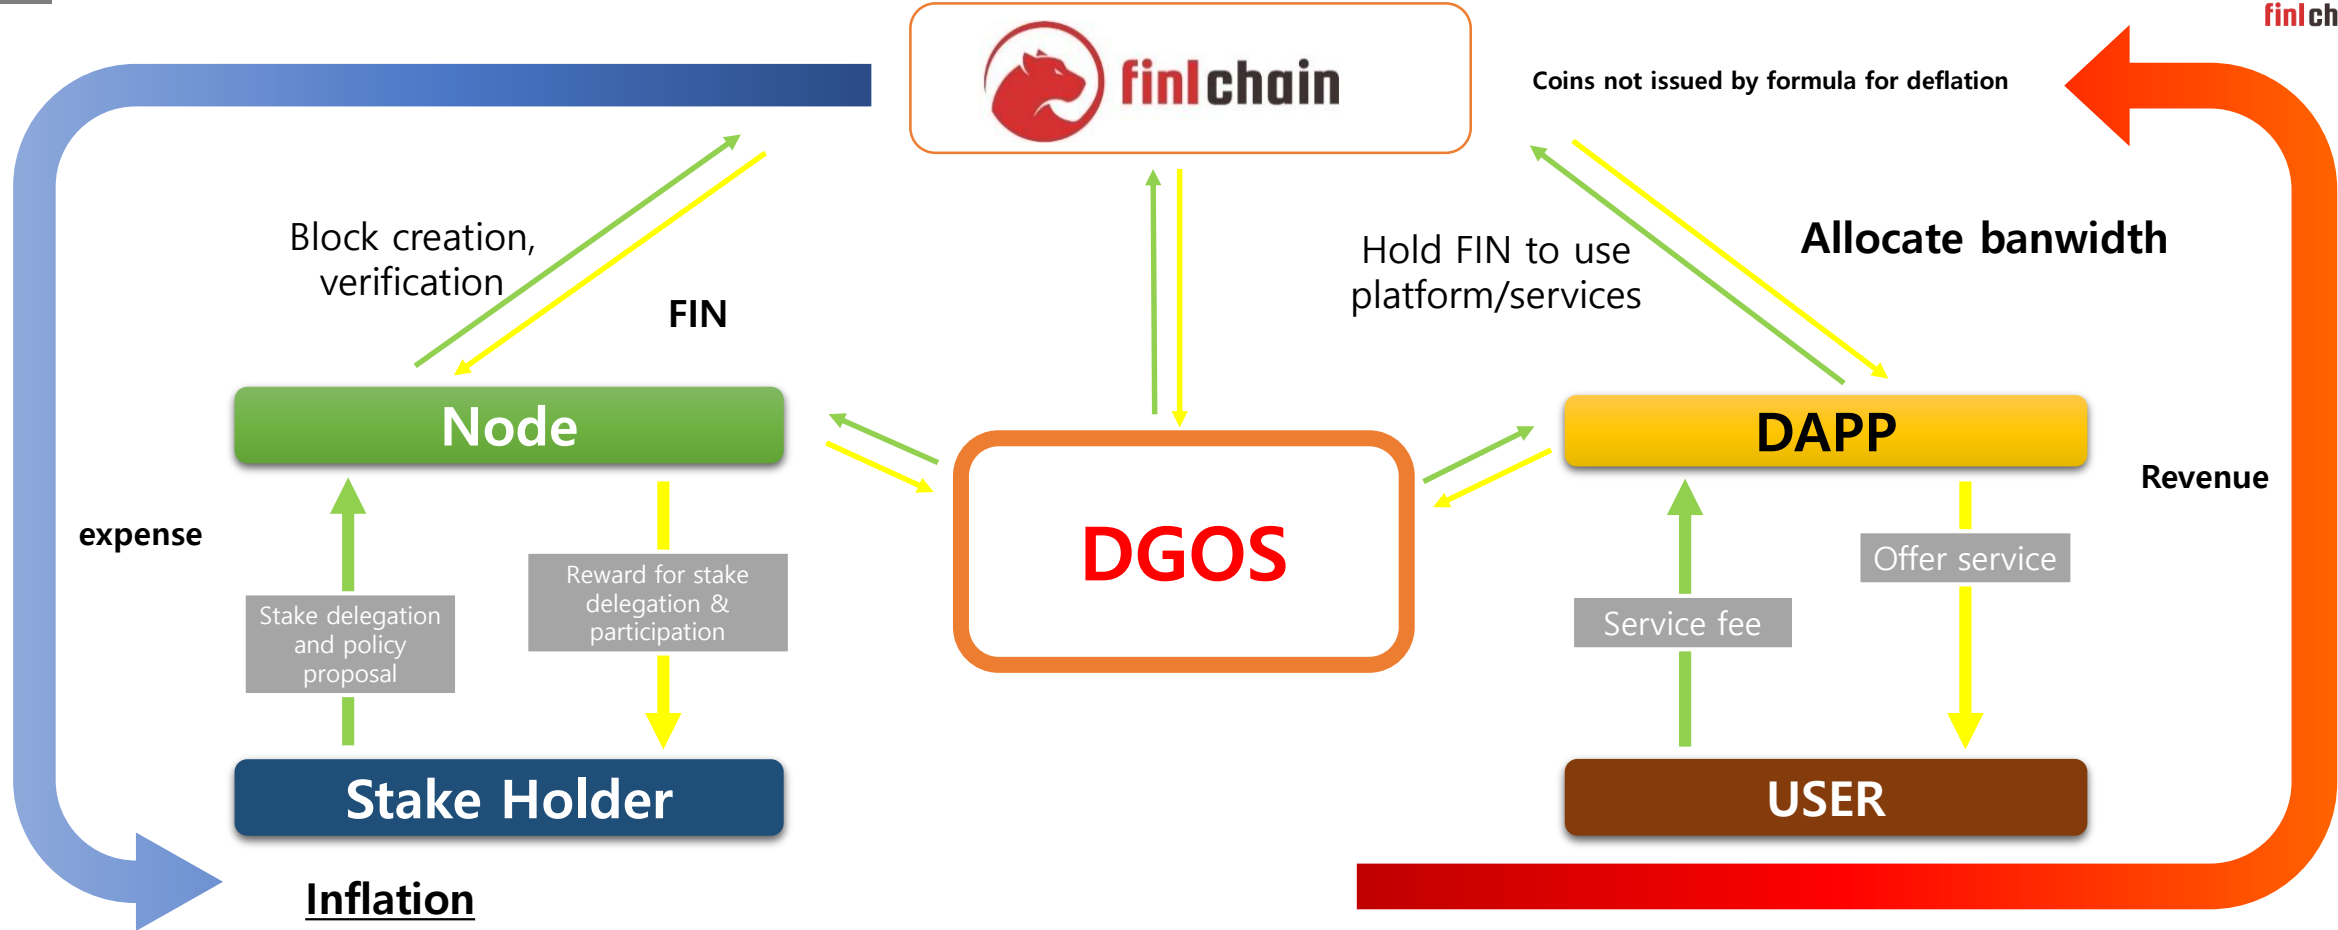 finl ch
finlchain
Coins not issued by formula for deflation
Block creation,
verification
FIN
Hold FIN to use
platform/services
Allocate banwidth
Node
DAPP
DGOS
expense
Revenue
Stake delegation
and policy
proposal
Reward for stake
delegation &
participation
Service fee
Offer service
Stake Holder
USER
Inflation